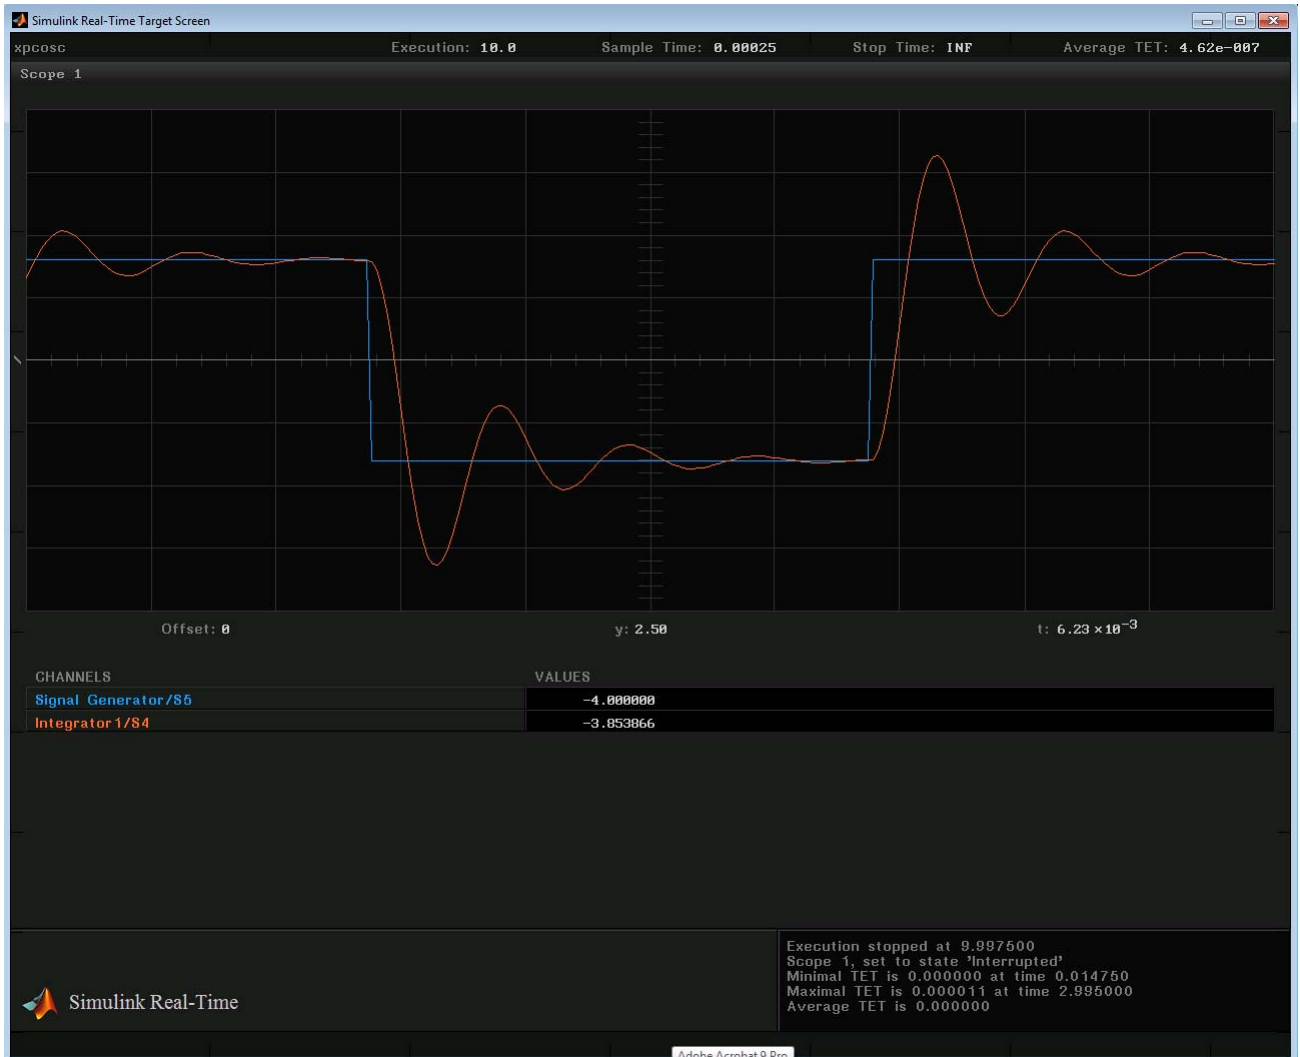 Simulink Real-Time Target Screen
xpcosc Execution: 10.0 Sample Time: 0.00025 Stop Time: INF Average TET: 4.62e-007
Scope 1
Offset: 0 y: 2.50 t: 6.23 × 10⁻³
CHANNELS VALUES
Signal Generator/S5 -4.000000
Integrator1/S4 -3.853866
Execution stopped at 9.997500
Scope 1, set to state 'Interrupted'
Minimal TET is 0.000000 at time 0.014750
Maximal TET is 0.000011 at time 2.995000
Average TET is 0.000000
Simulink Real-Time
Adobe Acrobat 9 Pro